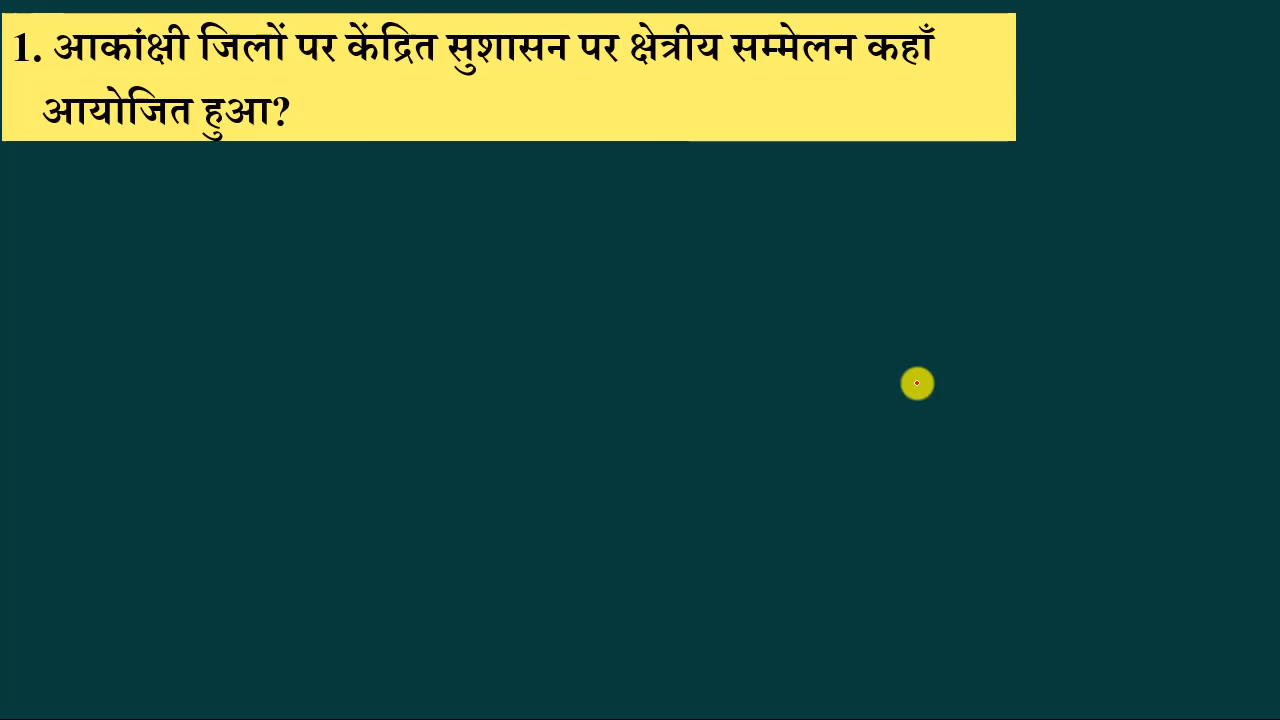 1. आकांक्षी जिलों पर केंद्रित सुशासन पर क्षेत्रीय सम्मेलन कहाँ
आयोजित हुआ?